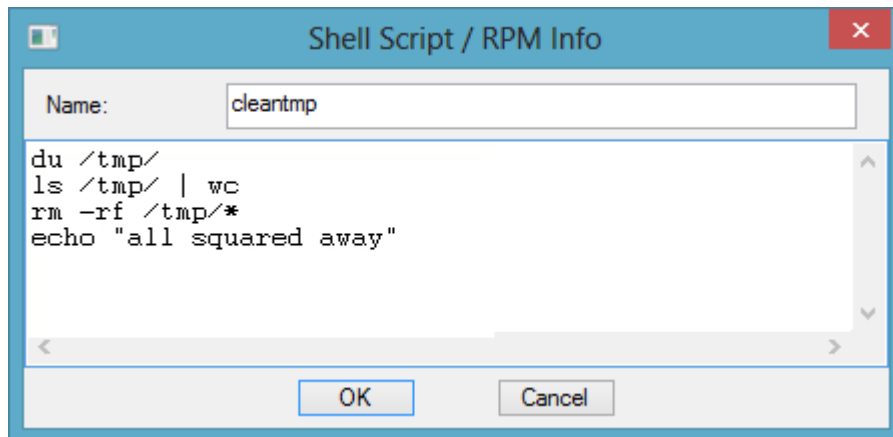 Shell Script / RPM Info
Name: cleantmp
du /tmp/
ls /tmp/ | wc
rm -rf /tmp/*
echo "all squared away"
OK Cancel